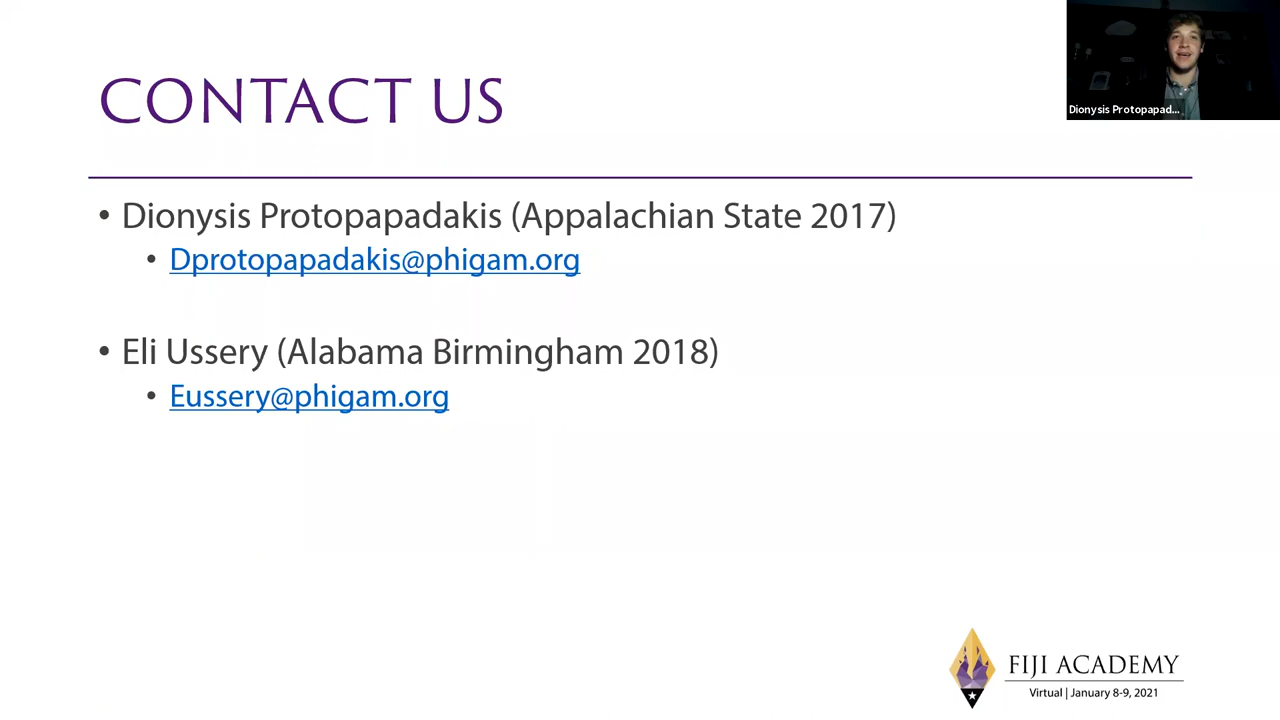 CONTACT US
Dionysis Protopapad...
• Dionysis Protopapadakis (Appalachian State 2017)
• Dprotopapadakis@phigam.org
• Eli Ussery (Alabama Birmingham 2018)
• Eussery@phigam.org
FIJI ACADEMY
Virtual | January 8-9, 2021